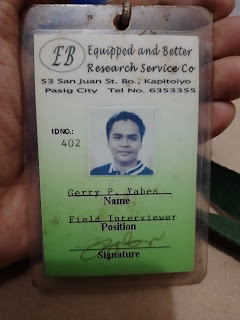 EB Equipped and Better
Research Service Co
53 San Juan St. Bo., Kapitolyo
Pasig City Tel No. 6353355
IDNO.:
402
Gerry P. Yabes
Name
Field Interviewer
Position
Signature